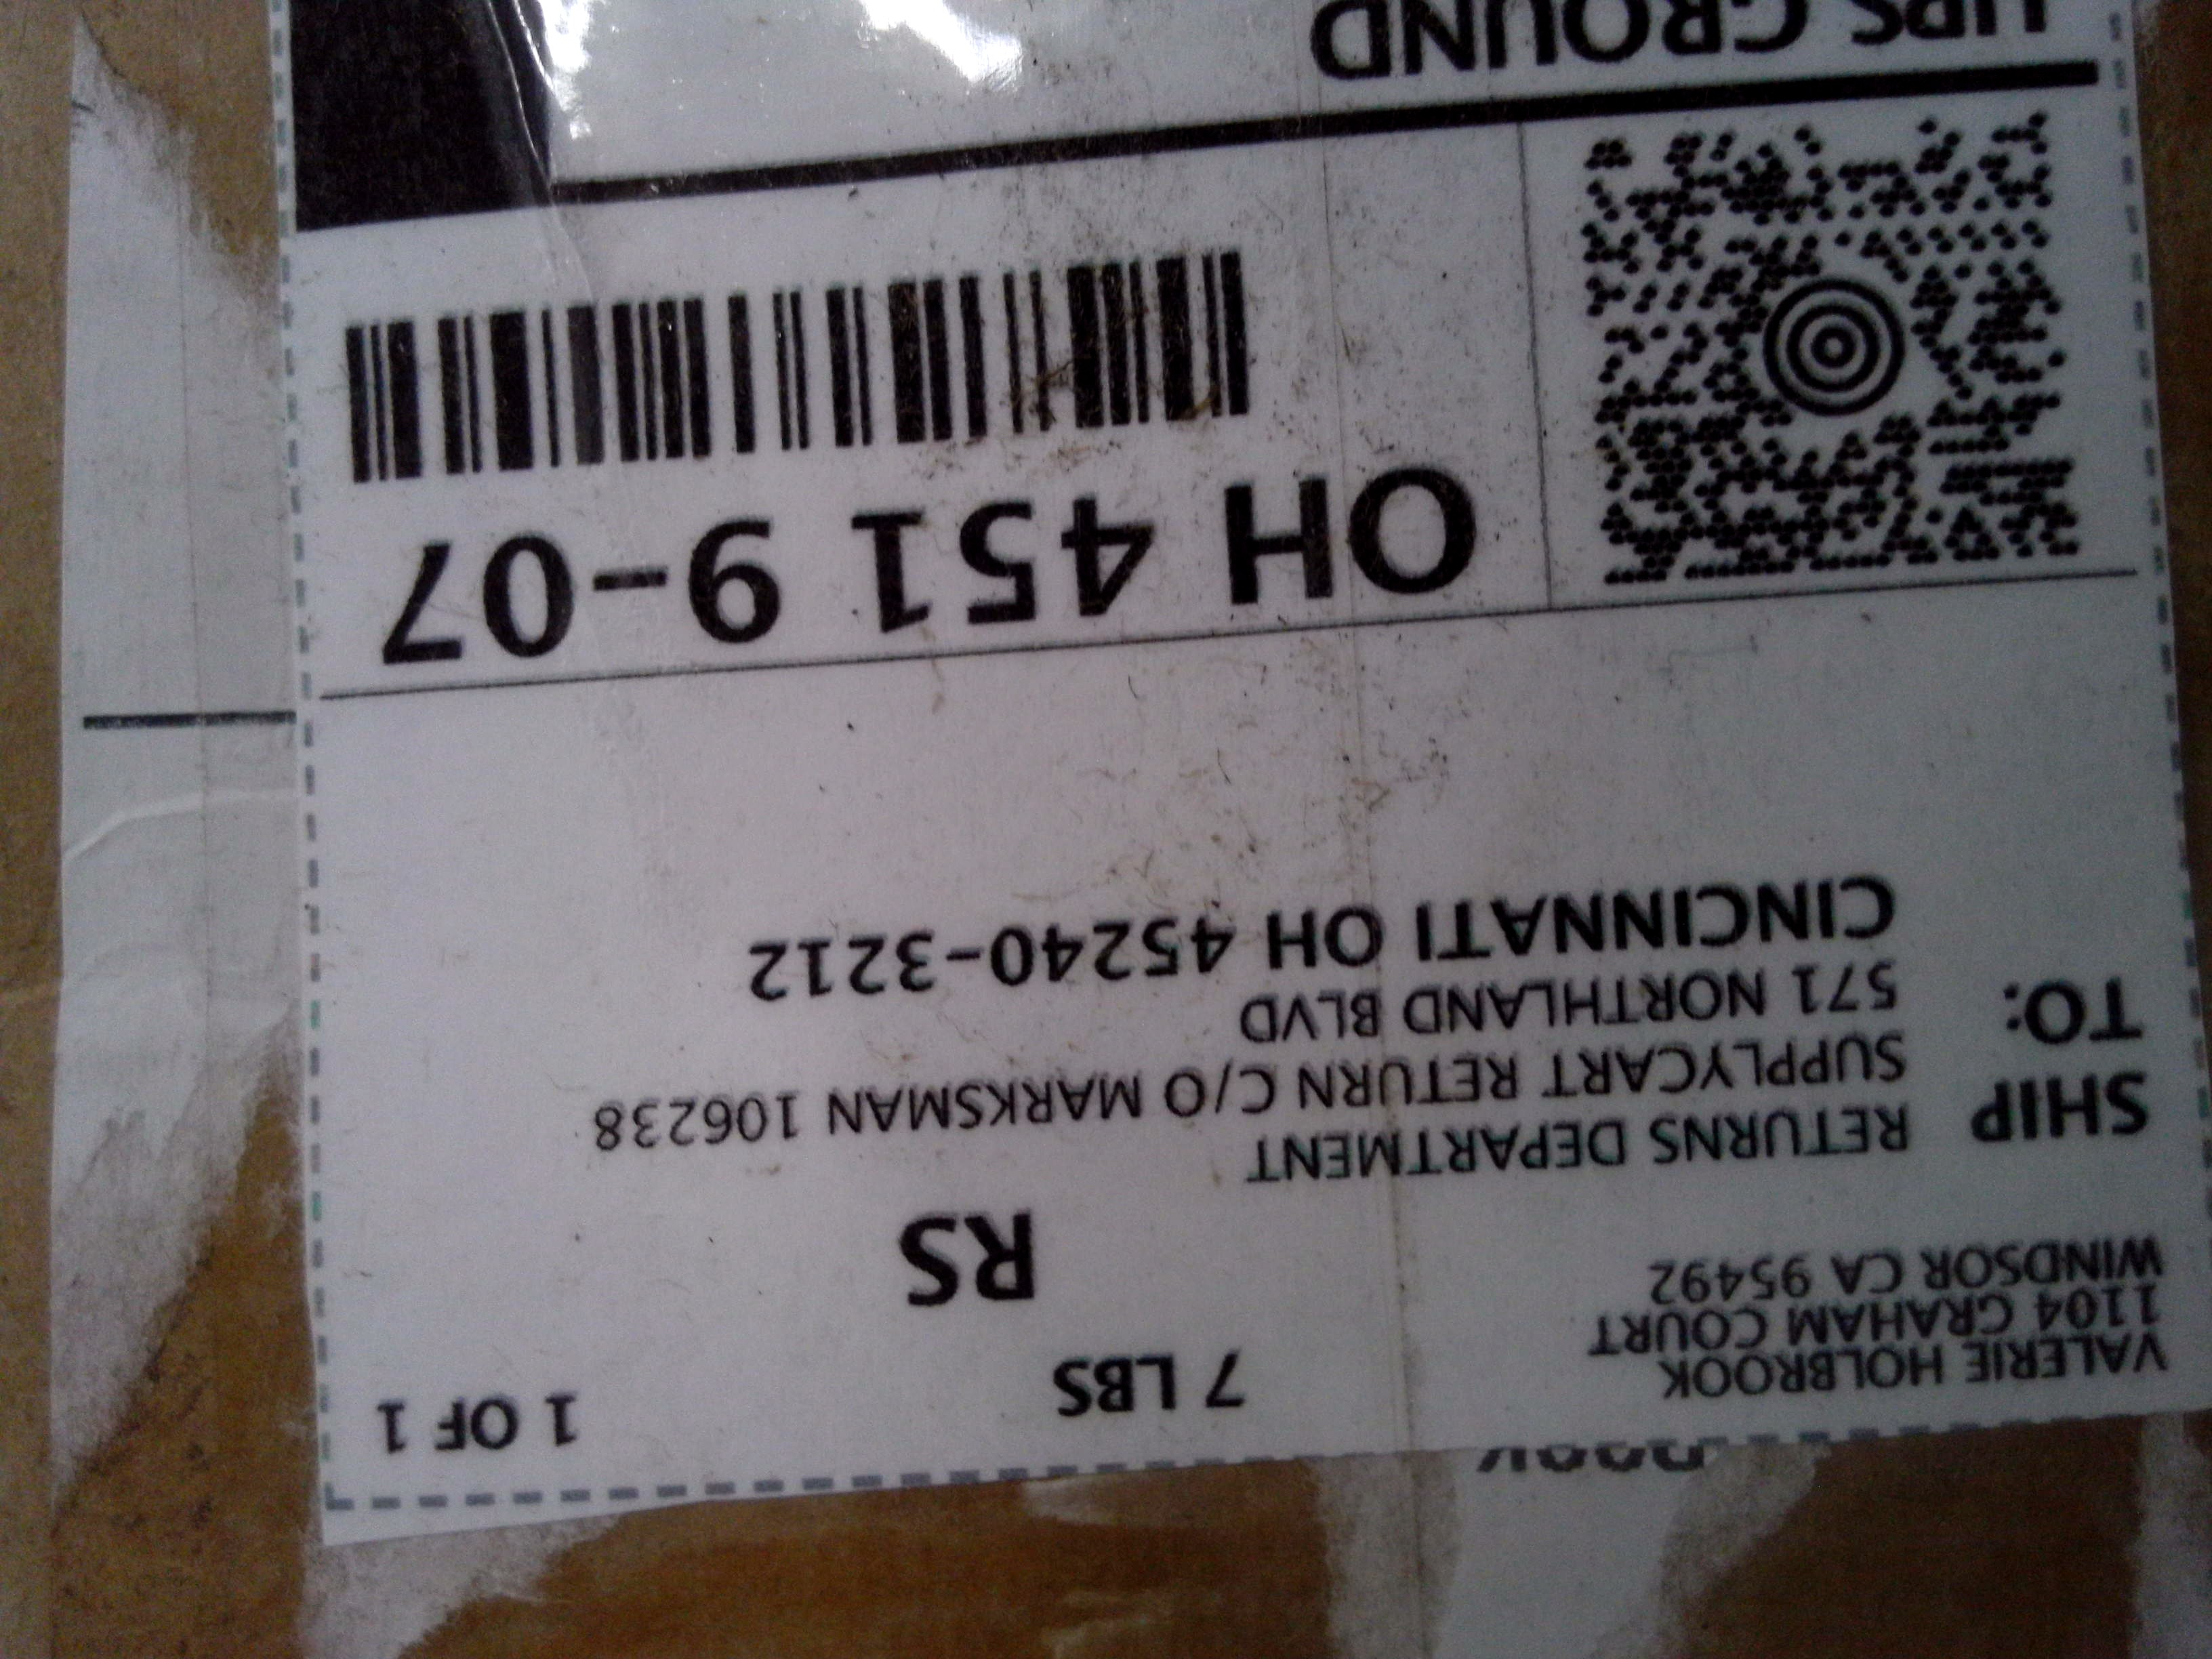 VALERIE HOLBROOK
1104 GRAHAM COURT
WINDSOR CA 95492
7 LBS
1 OF 1
RS
SHIP
TO:
RETURNS DEPARTMENT
SUPPLYCART RETURN C/O MARKSMAN 106238
571 NORTHLAND BLVD
CINCINNATI OH 45240-3212
OH 451 9-07
UPS GROUND